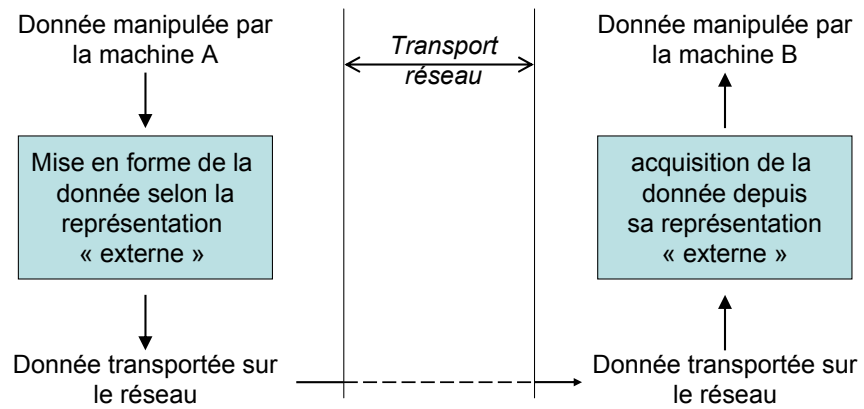 Donnée manipulée par
la machine A
Mise en forme de la
donnée selon la
représentation
« externe »
Donnée transportée sur
le réseau
Transport
réseau
Donnée manipulée par
la machine B
acquisition de la
donnée depuis
sa représentation
« externe »
Donnée transportée sur
le réseau